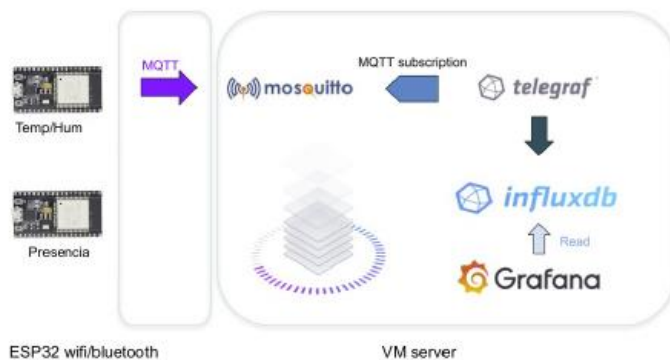 MQTT
MQTT subscription
mosquitto
telegraf
Temp/Hum
influxdb
Presencia
Read
Grafana
ESP32 wifi/bluetooth
VM server